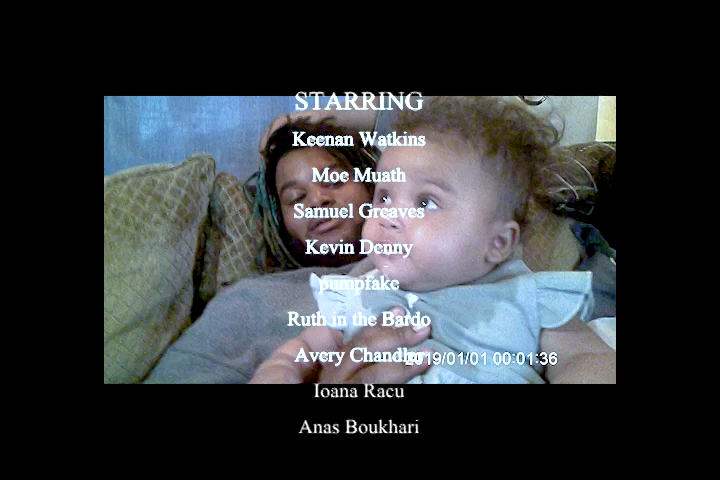 STARRING
Keenan Watkins
Moe Muath
Samuel Greaves
Kevin Denny
pumpfake
Ruth in the Bardo
Avery Chandler
2019/01/01 00:01:36
Ioana Racu
Anas Boukhari